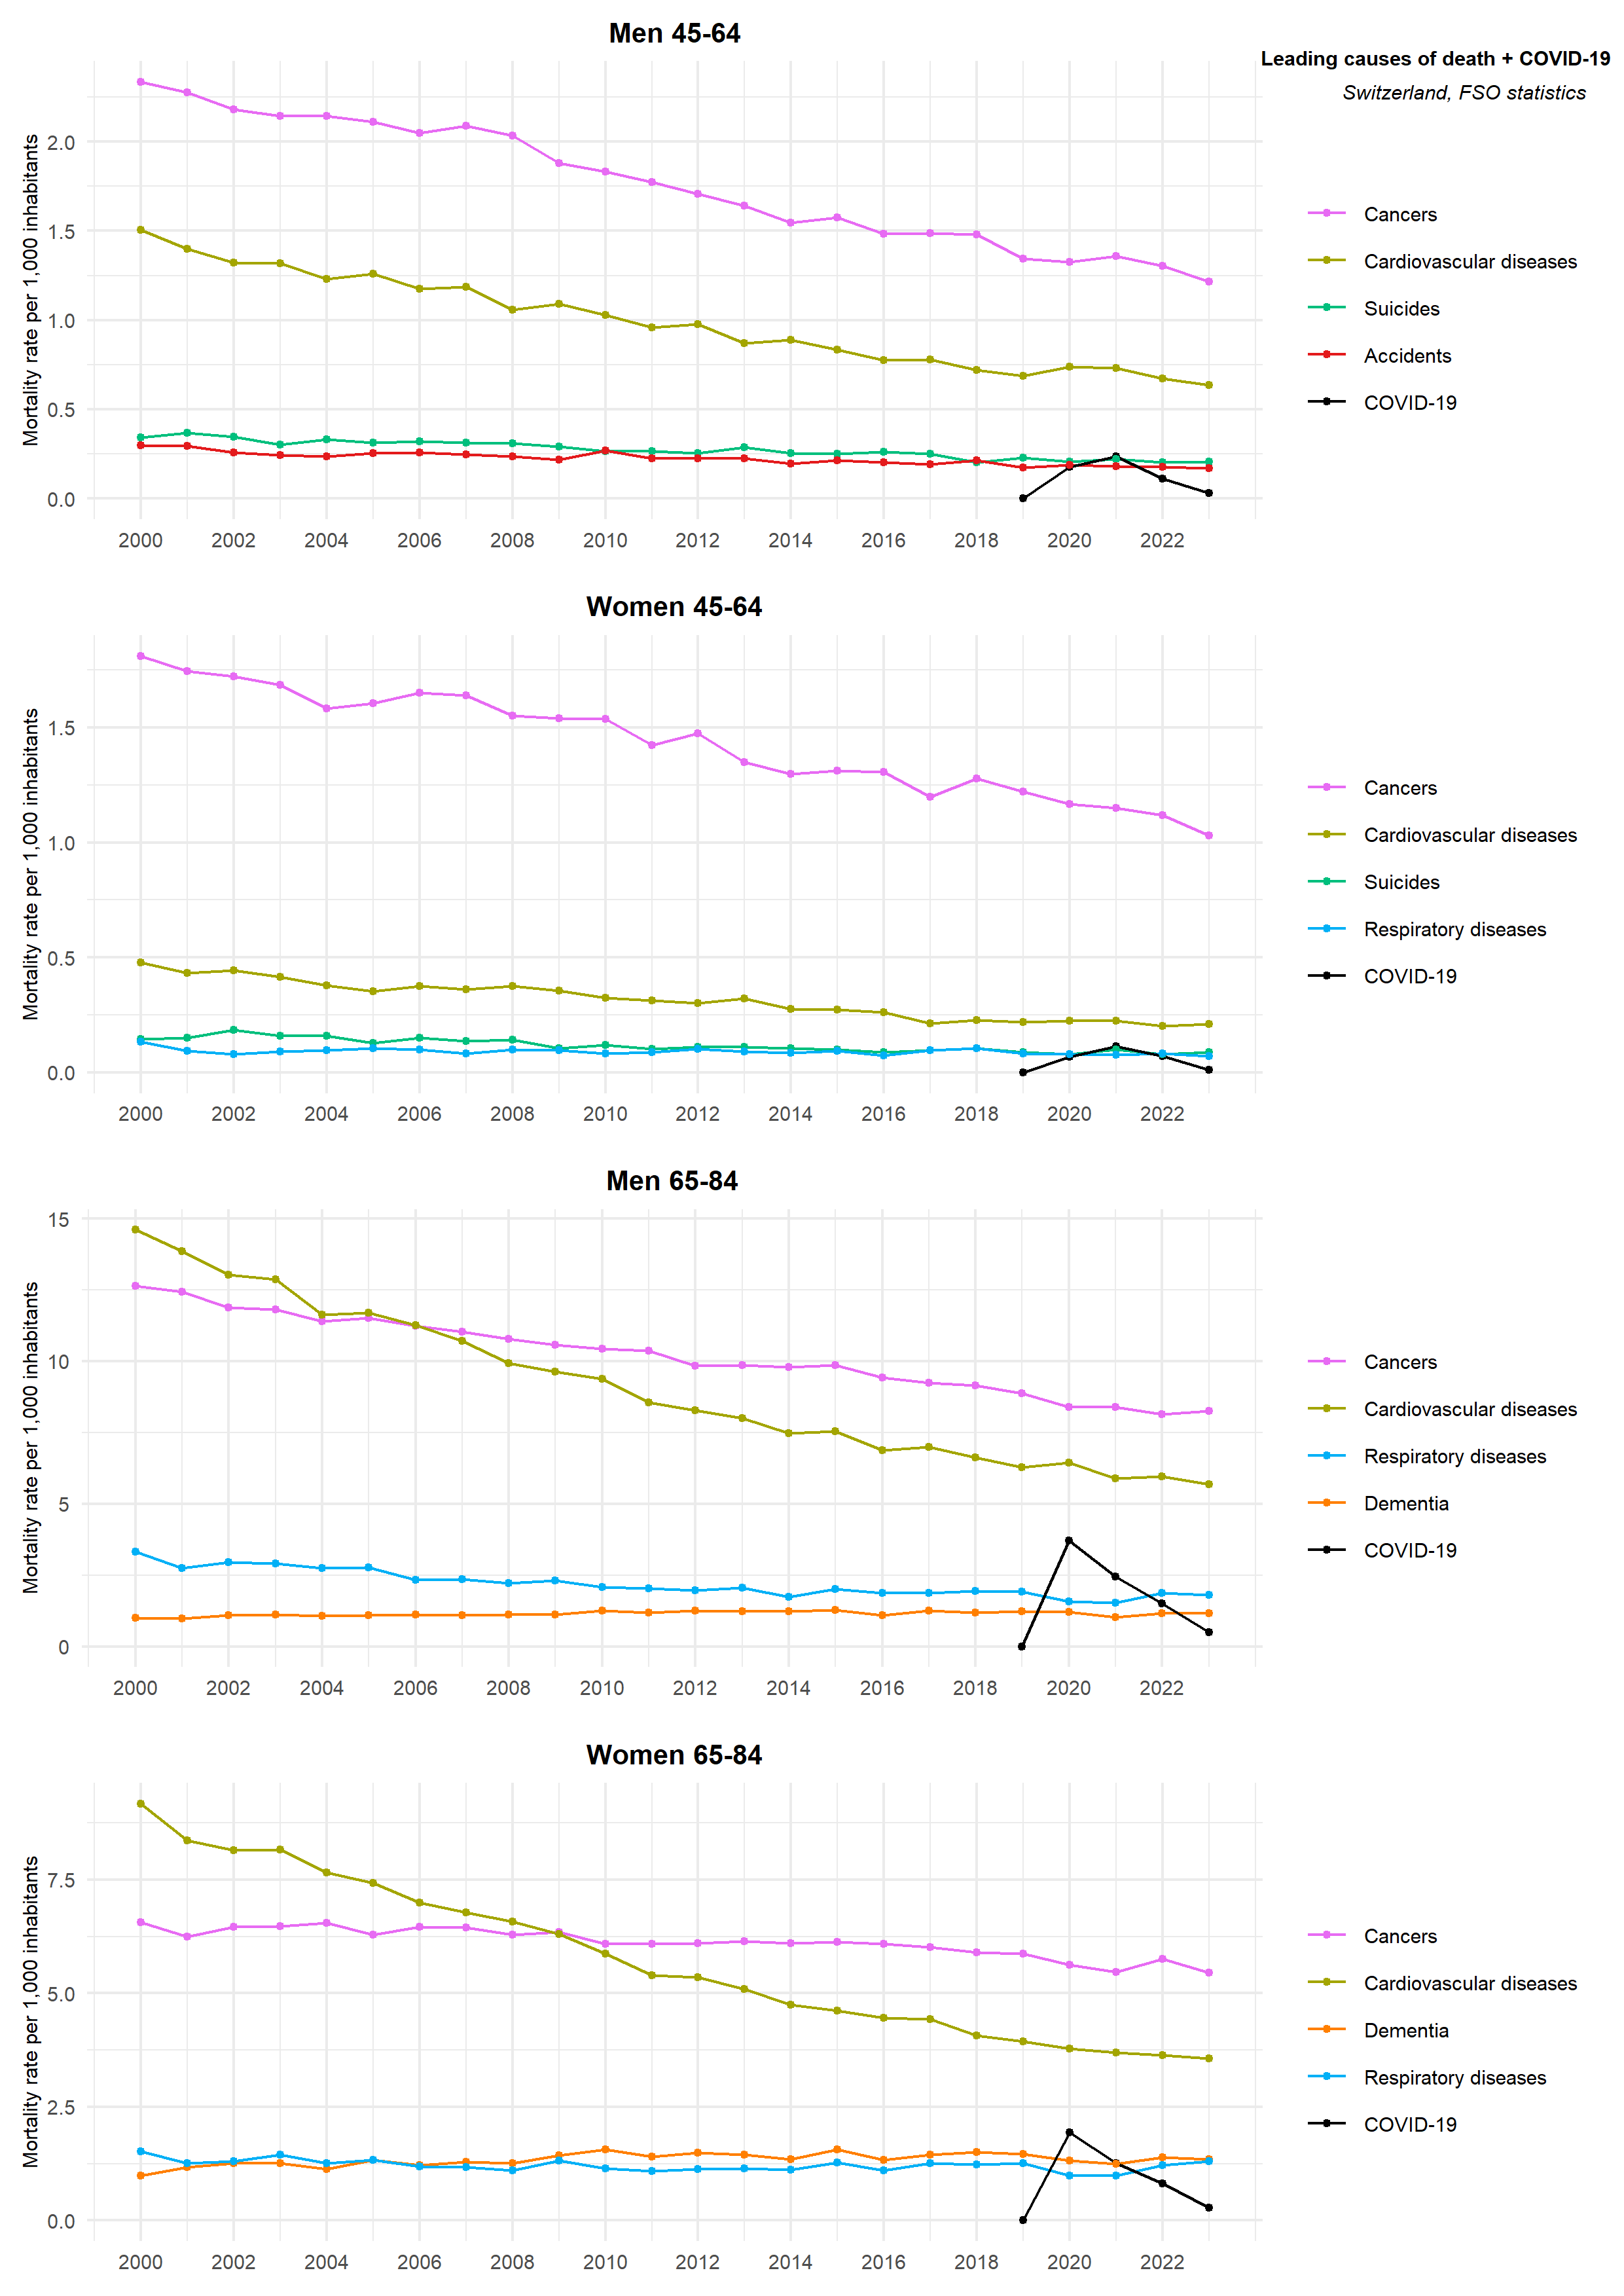 Men 45-64
Leading causes of death + COVID-19
Switzerland, FSO statistics
Mortality rate per 1,000 inhabitants
2.0
1.5
1.0
0.5
0.0
2000 2002 2004 2006 2008 2010 2012 2014 2016 2018 2020 2022
Cancers
Cardiovascular diseases
Suicides
Accidents
COVID-19
Women 45-64
Mortality rate per 1,000 inhabitants
1.5
1.0
0.5
0.0
2000 2002 2004 2006 2008 2010 2012 2014 2016 2018 2020 2022
Cancers
Cardiovascular diseases
Suicides
Respiratory diseases
COVID-19
Men 65-84
Mortality rate per 1,000 inhabitants
15
10
5
0
2000 2002 2004 2006 2008 2010 2012 2014 2016 2018 2020 2022
Cancers
Cardiovascular diseases
Respiratory diseases
Dementia
COVID-19
Women 65-84
Mortality rate per 1,000 inhabitants
7.5
5.0
2.5
0.0
2000 2002 2004 2006 2008 2010 2012 2014 2016 2018 2020 2022
Cancers
Cardiovascular diseases
Dementia
Respiratory diseases
COVID-19